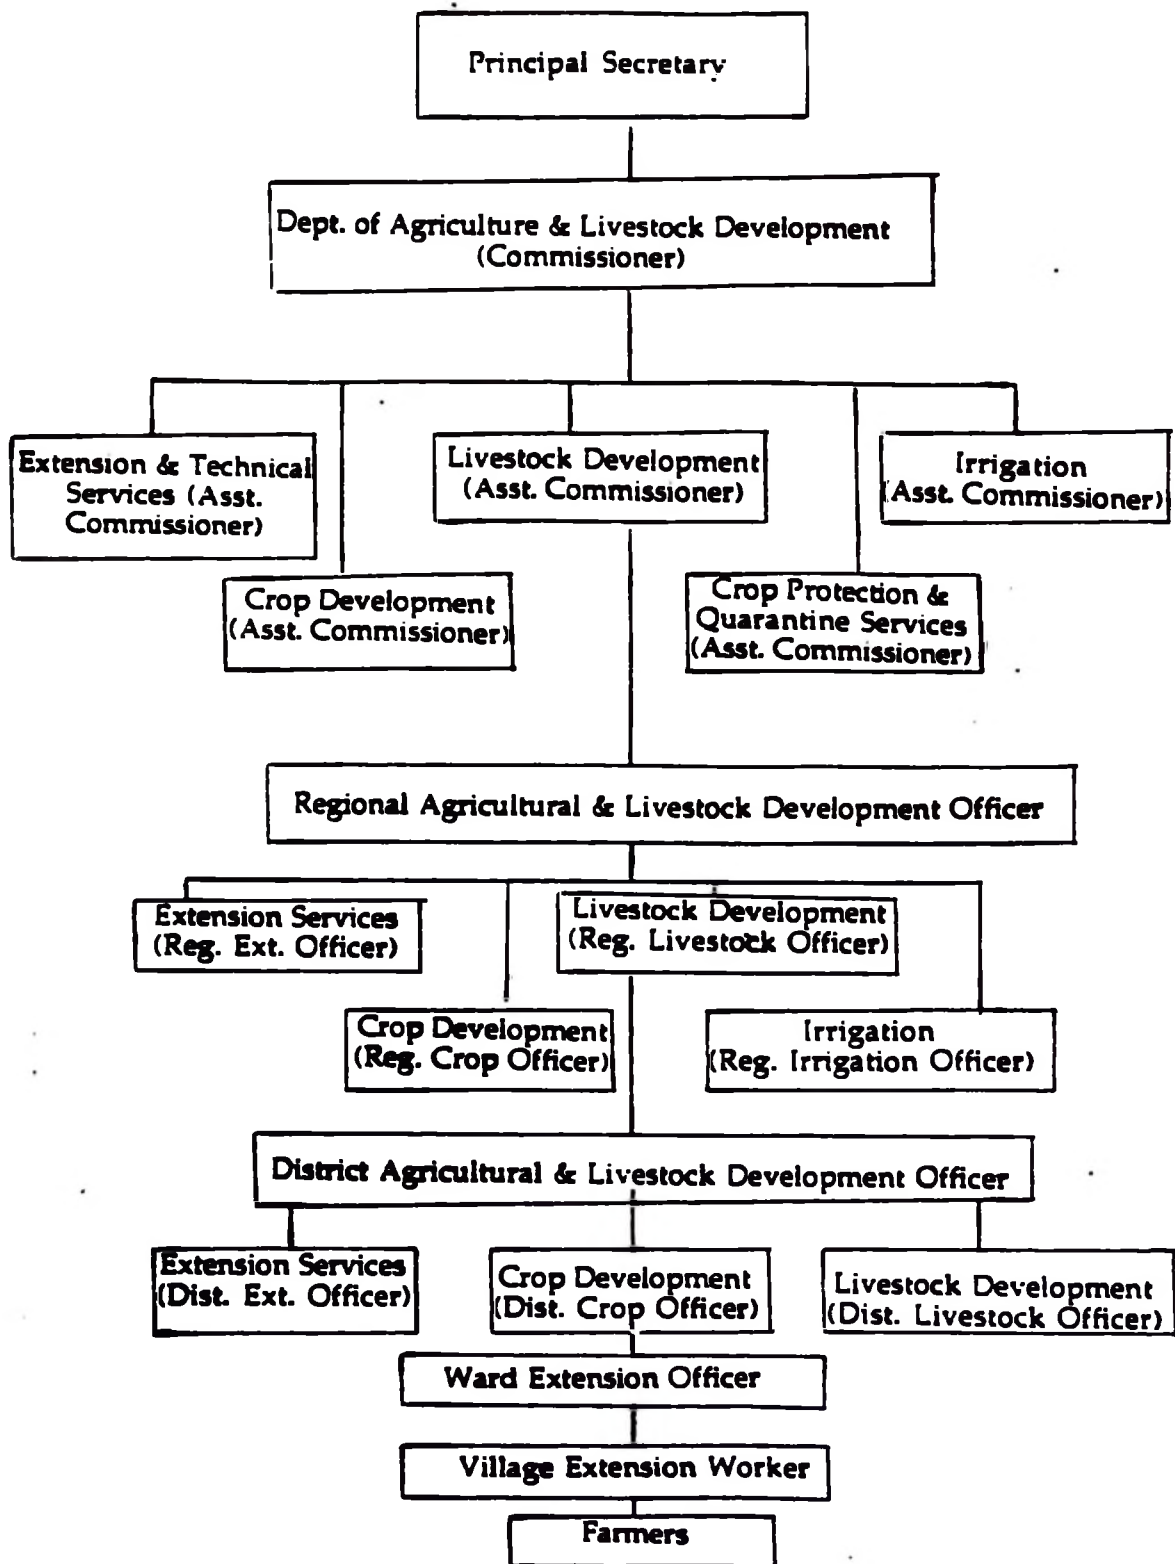 Principal Secretary
Dept. of Agriculture & Livestock Development
(Commissioner)
Extension & Technical
Services (Asst.
Commissioner)
Livestock Development
(Asst. Commissioner)
Irrigation
(Asst. Commissioner)
Crop Development
(Asst. Commissioner)
Crop Protection &
Quarantine Services
(Asst. Commissioner)
Regional Agricultural & Livestock Development Officer
Extension Services
(Reg. Ext. Officer)
Livestock Development
(Reg. Livestock Officer)
Crop Development
(Reg. Crop Officer)
Irrigation
(Reg. Irrigation Officer)
District Agricultural & Livestock Development Officer
Extension Services
(Dist. Ext. Officer)
Crop Development
(Dist. Crop Officer)
Livestock Development
(Dist. Livestock Officer)
Ward Extension Officer
Village Extension Worker
Farmers